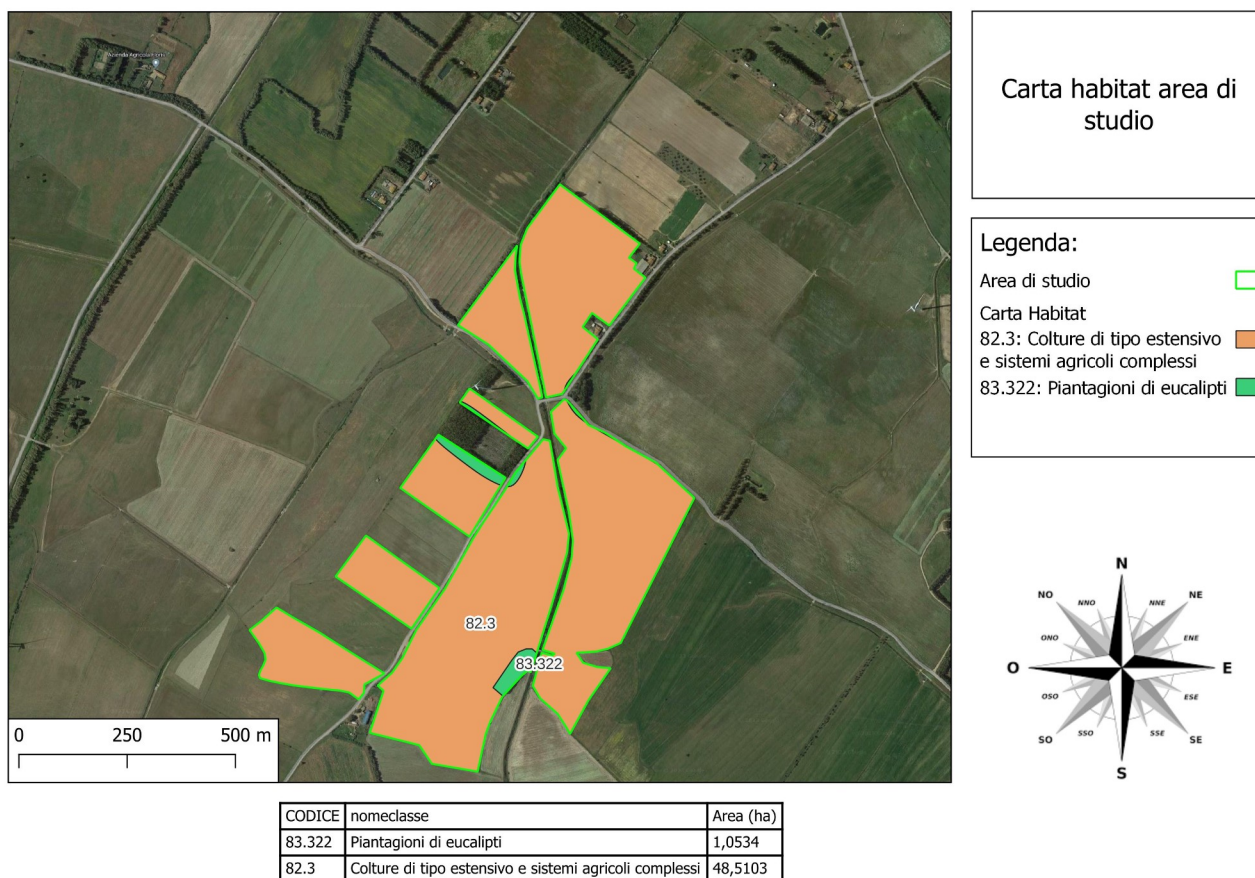 Azienda Agricola
Carta habitat area di
studio
Legenda:
Area di studio
Carta Habitat
82.3: Colture di tipo estensivo
e sistemi agricoli complessi
83.322: Piantagioni di eucalipti
82.3
83.322
0 250 500 m
N
NNO NNE
NO NE
ONO ENE
O E
OSO ESE
SO SE
SSO SSE
S
CODICE nomeclasse Area (ha)
83.322 Piantagioni di eucalipti 1,0534
82.3 Colture di tipo estensivo e sistemi agricoli complessi 48,5103